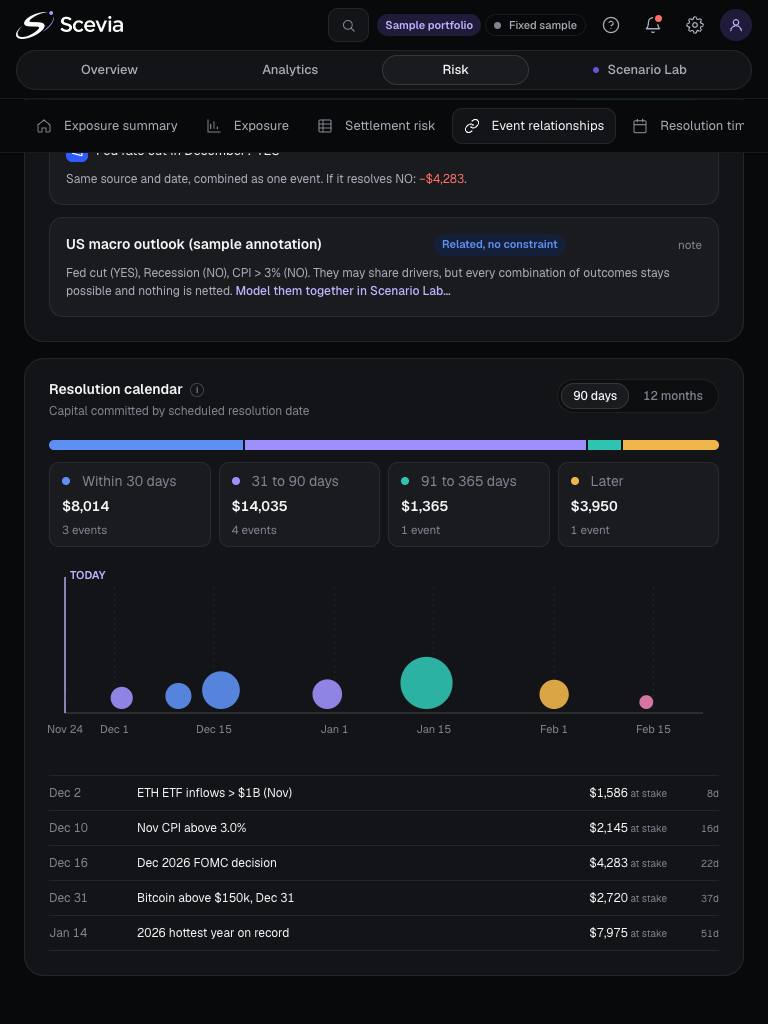 Scevia
Sample portfolio
Fixed sample
Overview
Analytics
Risk
Scenario Lab
Exposure summary
Exposure
Settlement risk
Event relationships
Resolution tim
Same source and date, combined as one event. If it resolves NO: −$4,283.
US macro outlook (sample annotation)
Related, no constraint
note
Fed cut (YES), Recession (NO), CPI > 3% (NO). They may share drivers, but every combination of outcomes stays
possible and nothing is netted. Model them together in Scenario Lab…
Resolution calendar
90 days
12 months
Capital committed by scheduled resolution date
Within 30 days
$8,014
3 events
31 to 90 days
$14,035
4 events
91 to 365 days
$1,365
1 event
Later
$3,950
1 event
TODAY
Nov 24
Dec 1
Dec 15
Jan 1
Jan 15
Feb 1
Feb 15
Dec 2 ETH ETF inflows > $1B (Nov) $1,586 at stake 8d
Dec 10 Nov CPI above 3.0% $2,145 at stake 16d
Dec 16 Dec 2026 FOMC decision $4,283 at stake 22d
Dec 31 Bitcoin above $150k, Dec 31 $2,720 at stake 37d
Jan 14 2026 hottest year on record $7,975 at stake 51d